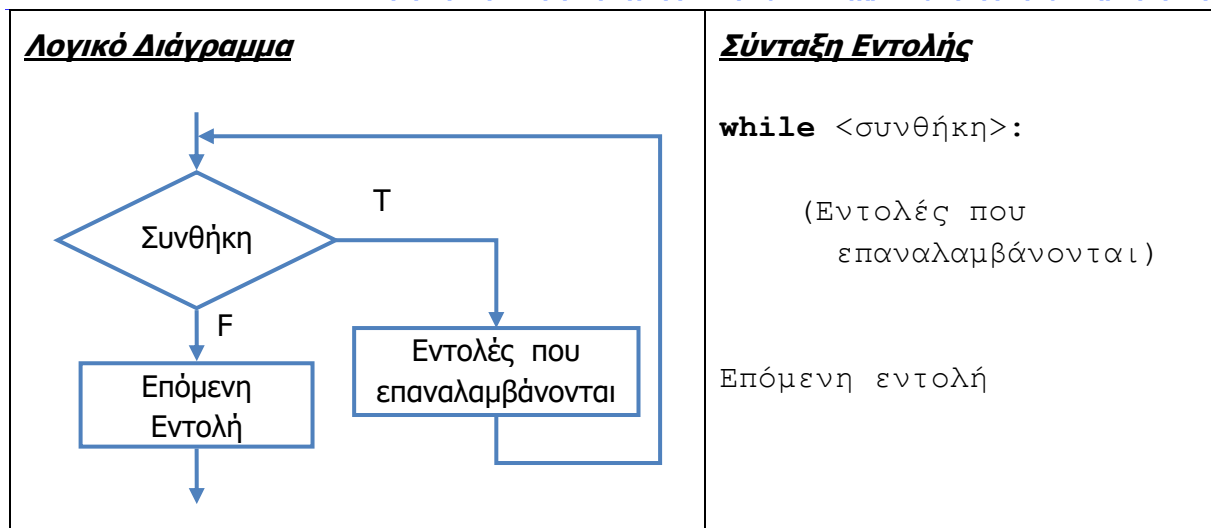 Λογικό Διάγραμμα
Συνθήκη
T
F
Εντολές που
επαναλαμβάνονται
Επόμενη
Εντολή
Σύνταξη Εντολής
while <συνθήκη>:
(Εντολές που
επαναλαμβάνονται)
Επόμενη εντολή